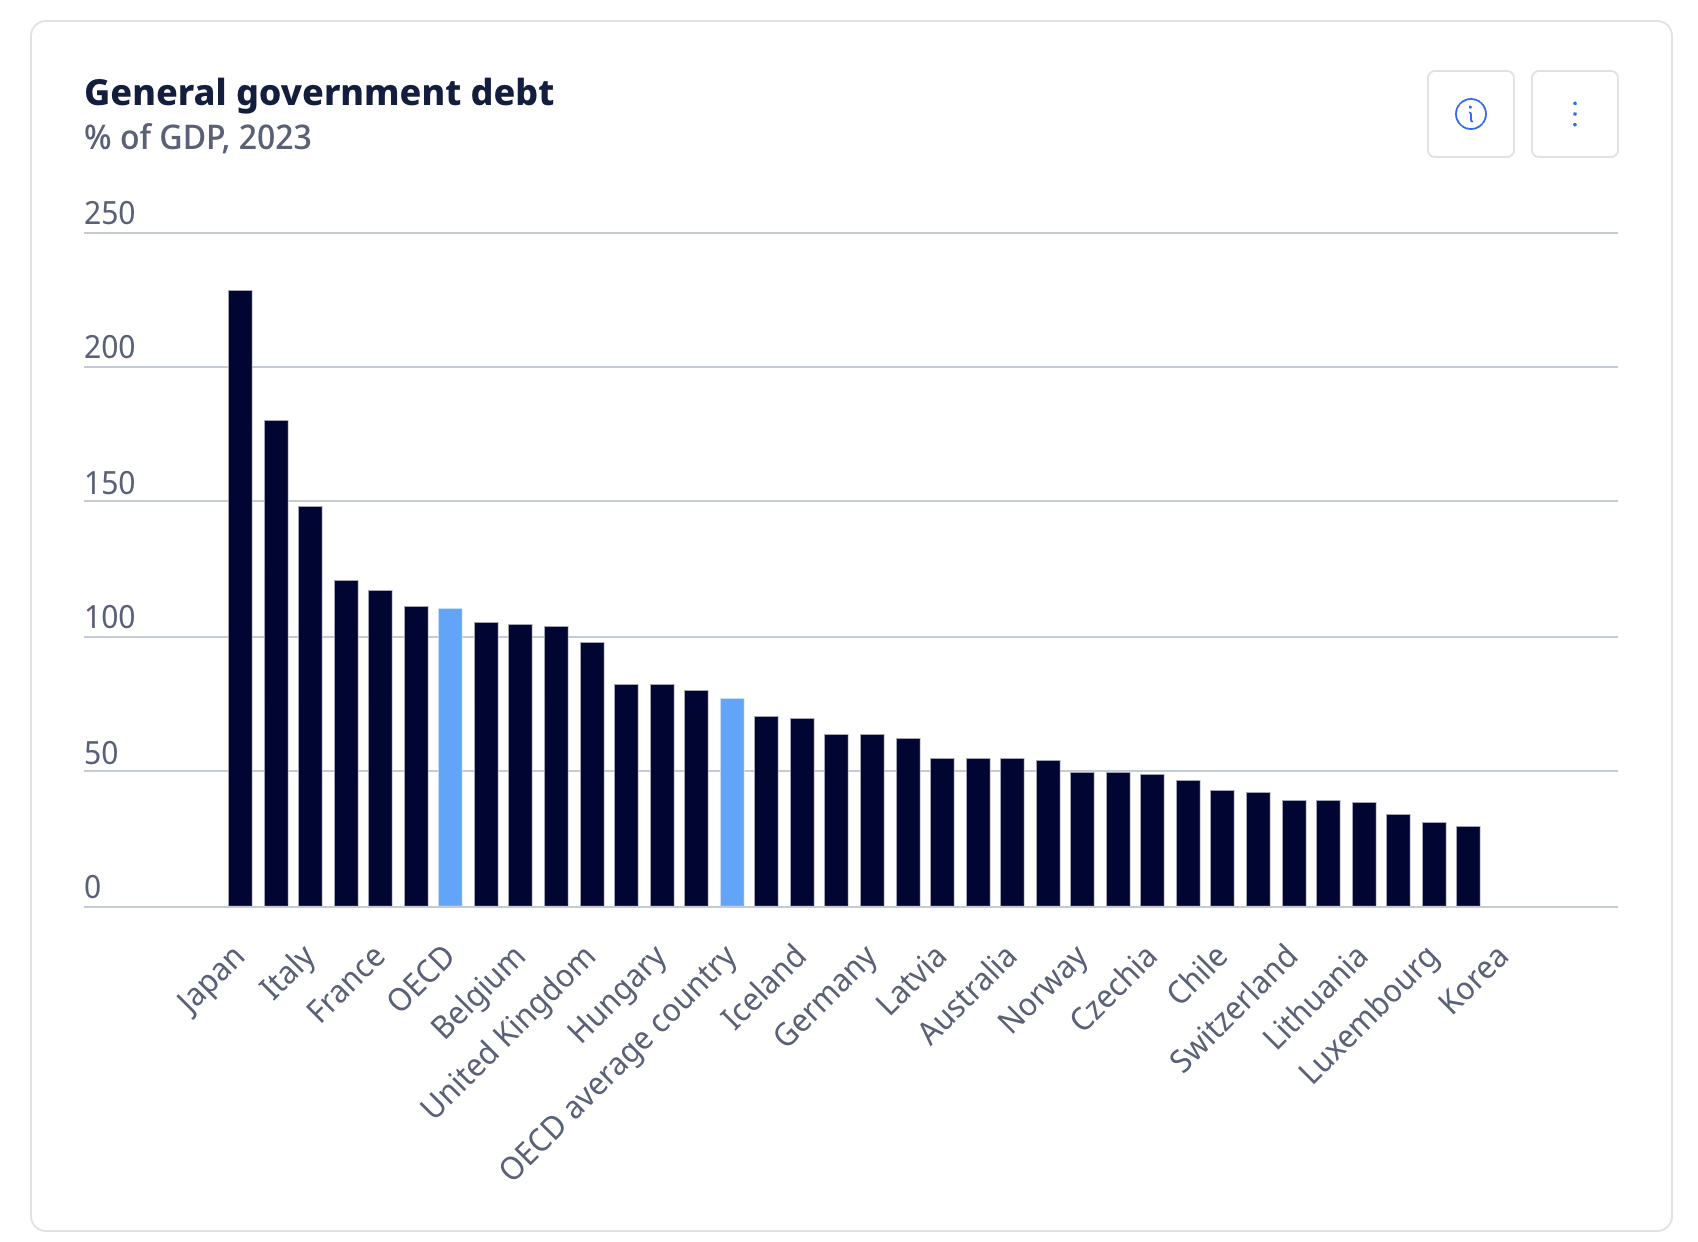 General government debt
% of GDP, 2023
250
200
150
100
50
0
Japan
Italy
France
OECD
Belgium
United Kingdom
Hungary
OECD average country
Iceland
Germany
Latvia
Australia
Norway
Czechia
Chile
Switzerland
Lithuania
Luxembourg
Korea